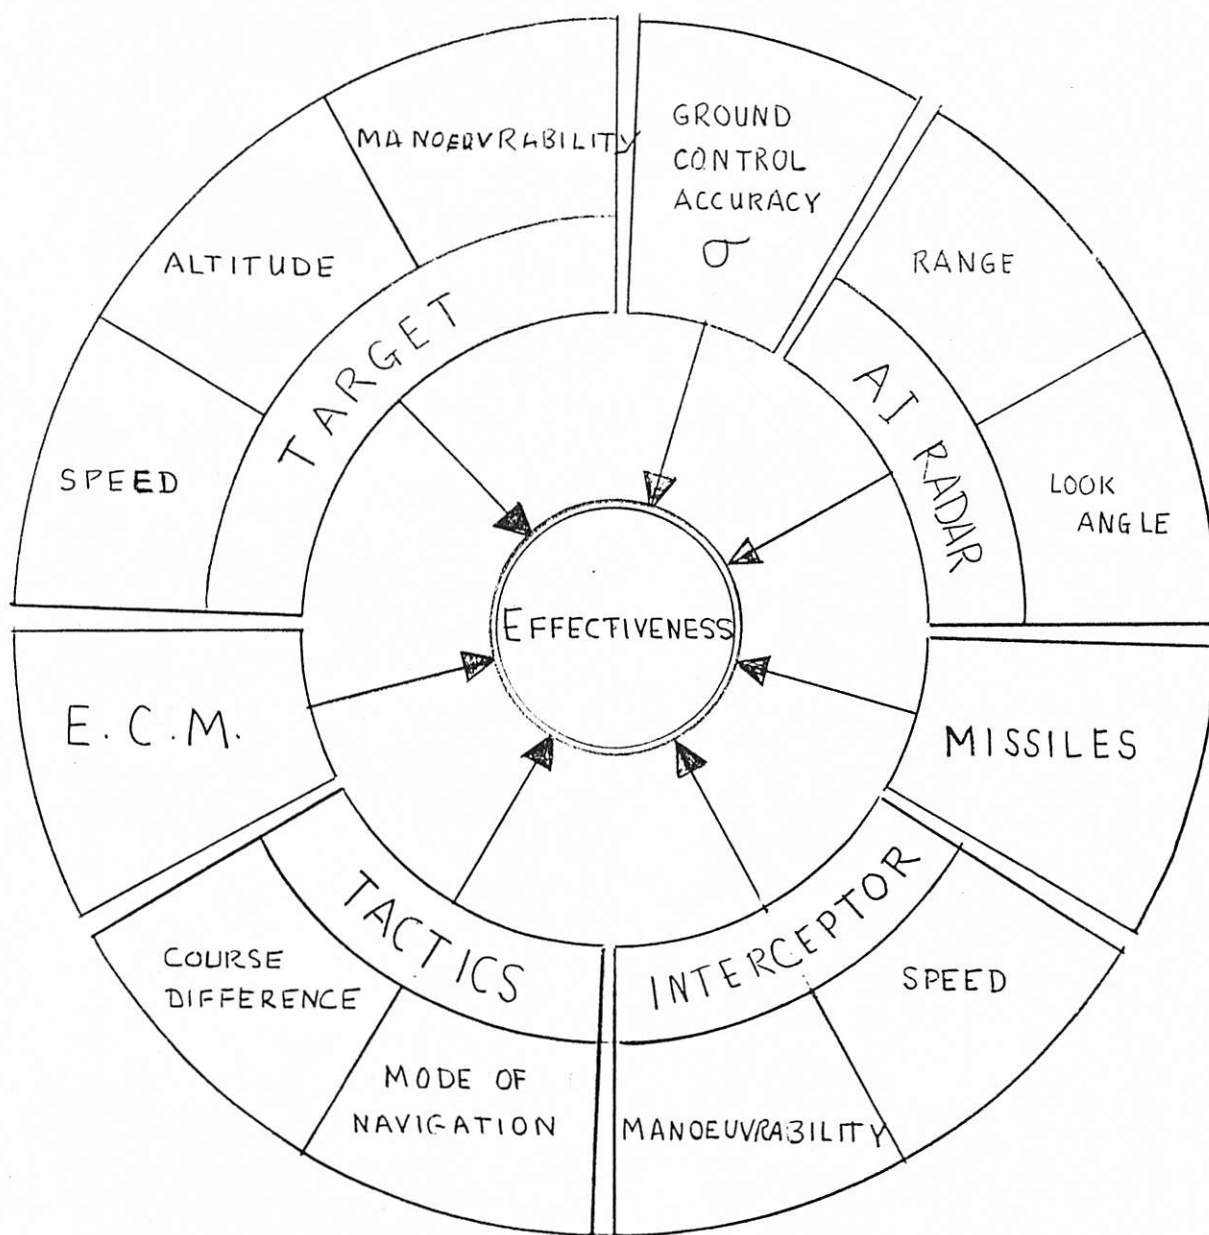 MANOEUVRABILITY
GROUND
CONTROL
ACCURACY
σ
ALTITUDE
RANGE
TARGET
AI RADAR
SPEED
LOOK
ANGLE
EFFECTIVENESS
E.C.M.
MISSILES
TACTICS
INTERCEPTOR
COURSE
DIFFERENCE
SPEED
MODE OF
NAVIGATION
MANOEUVRABILITY